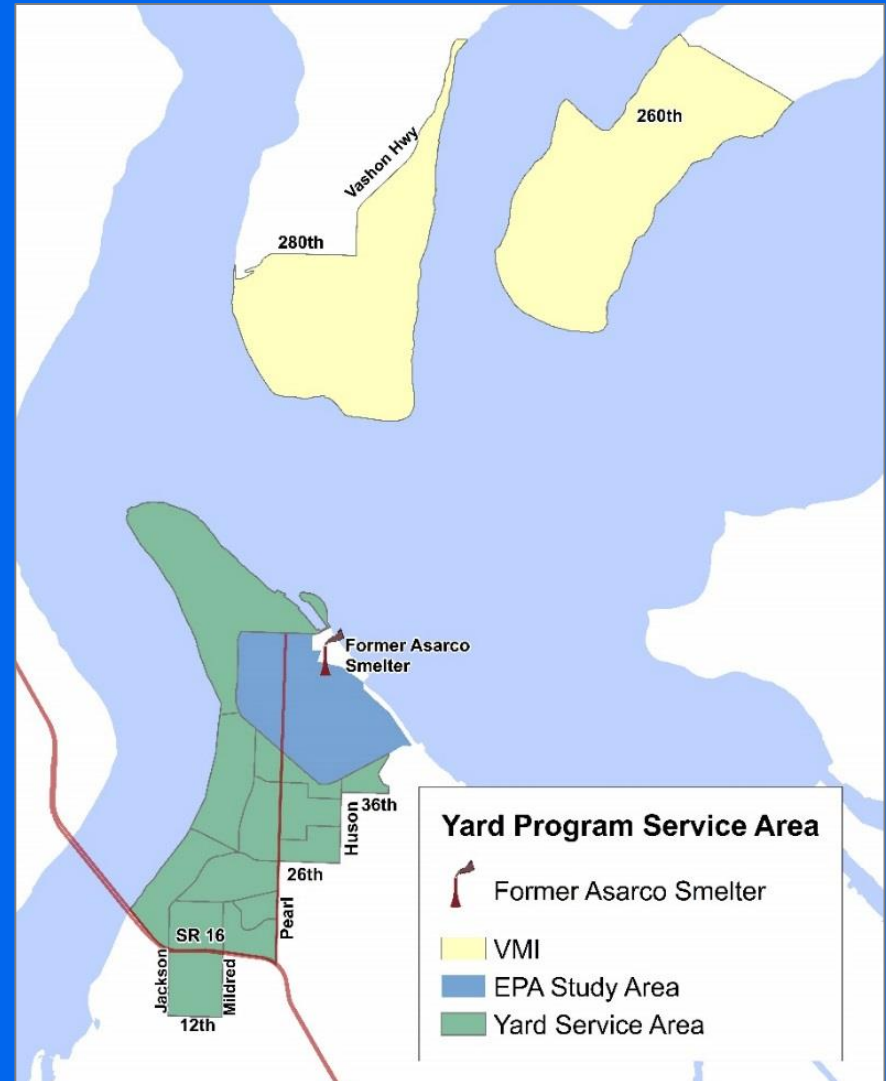 260th
Vashon Hwy
280th
Former Asarco
Smelter
36th
Huson
26th
Pearl
SR 16
Jackson
Mildred
12th
Yard Program Service Area
Former Asarco Smelter
VMI
EPA Study Area
Yard Service Area